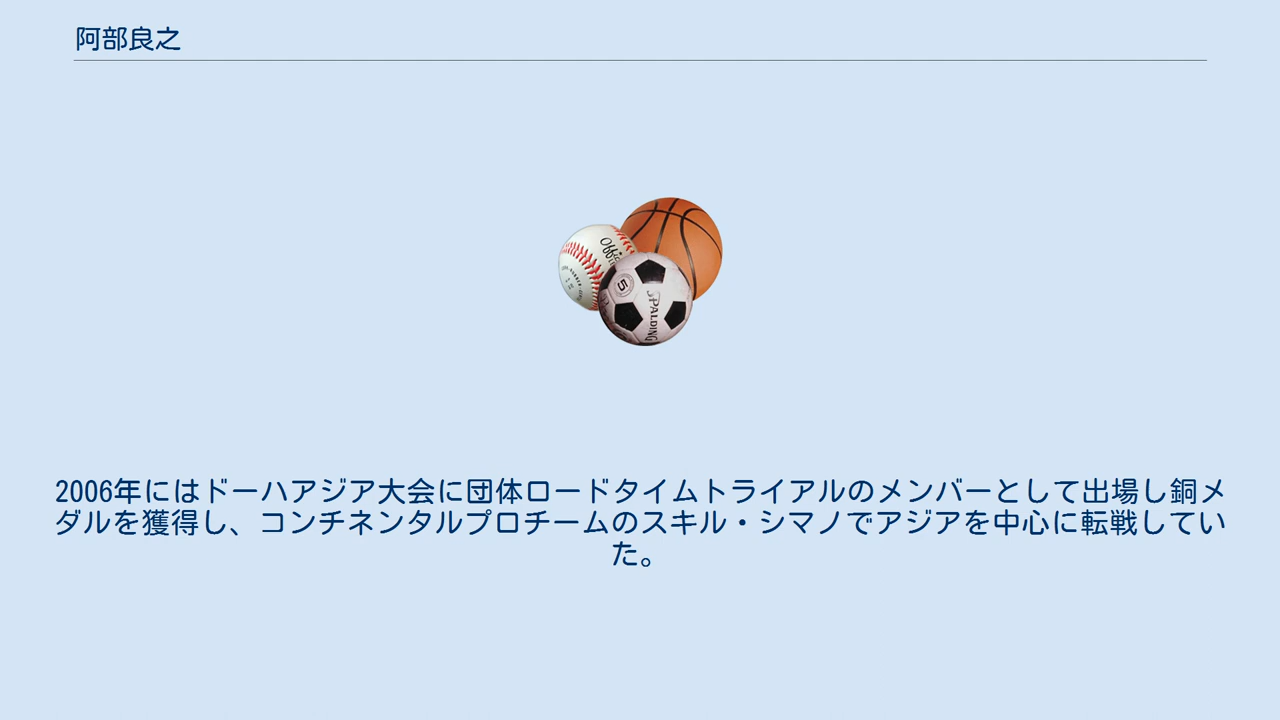 阿部良之
Offic
5
SPALDING
2006年にはドーハアジア大会に団体ロードタイムトライアルのメンバーとして出場し銅メ
ダルを獲得し、コンチネンタルプロチームのスキル・シマノでアジアを中心に転戦してい
た。